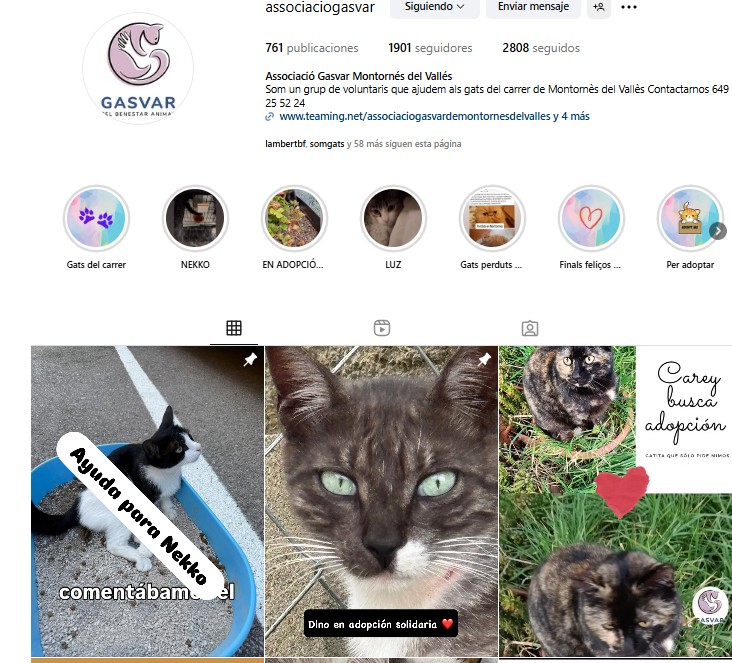 associaciogasvar
Siguiendo
Enviar mensaje
761 publicaciones
1901 seguidores
2808 seguidos
GASVAR
DEL BENESTAR ANIMA
Associació Gasvar Montornés del Vallés
Som un grup de voluntaris que ajudem als gats del carrer de Montornès del Vallès Contactarnos 649
25 52 24
www.teaming.net/associaciogasvardemontornesdelvalles y 4 más
lambertbf, somgats y 58 más siguen esta página
Gats del carrer
NEKKO
EN ADOPCIÓ...
LUZ
Gats perduts ...
Finals feliços ...
Per adoptar
ADOPT ME
Ayuda para Nekko
comentábamos el
Dino en adopción solidaria ❤️
Carey
busca
adopción
GATITA QUE SÓLO PIDE MIMOS
GASVAR